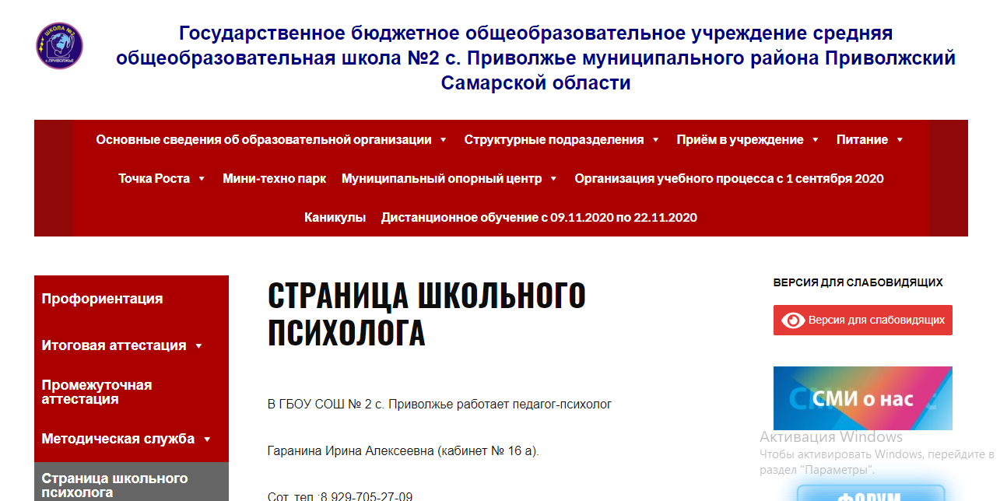 ШКОЛА №2
с.ПРИВОЛЖЬЕ
Государственное бюджетное общеобразовательное учреждение средняя
общеобразовательная школа №2 с. Приволжье муниципального района Приволжский
Самарской области
Основные сведения об образовательной организации Структурные подразделения Приём в учреждение Питание
Точка Роста Мини-техно парк Муниципальный опорный центр Организация учебного процесса с 1 сентября 2020
Каникулы Дистанционное обучение с 09.11.2020 по 22.11.2020
Профориентация
Итоговая аттестация
Промежуточная
аттестация
Методическая служба
Страница школьного
психолога
СТРАНИЦА ШКОЛЬНОГО
ПСИХОЛОГА
В ГБОУ СОШ № 2 с. Приволжье работает педагог-психолог
Гаранина Ирина Алексеевна (кабинет № 16 а).
Сот. тел.:8 929-705-27-09
ВЕРСИЯ ДЛЯ СЛАБОВИДЯЩИХ
Версия для слабовидящих
СМИ о нас
Активация Windows
Чтобы активировать Windows, перейдите в
раздел "Параметры".
ФОРУМ